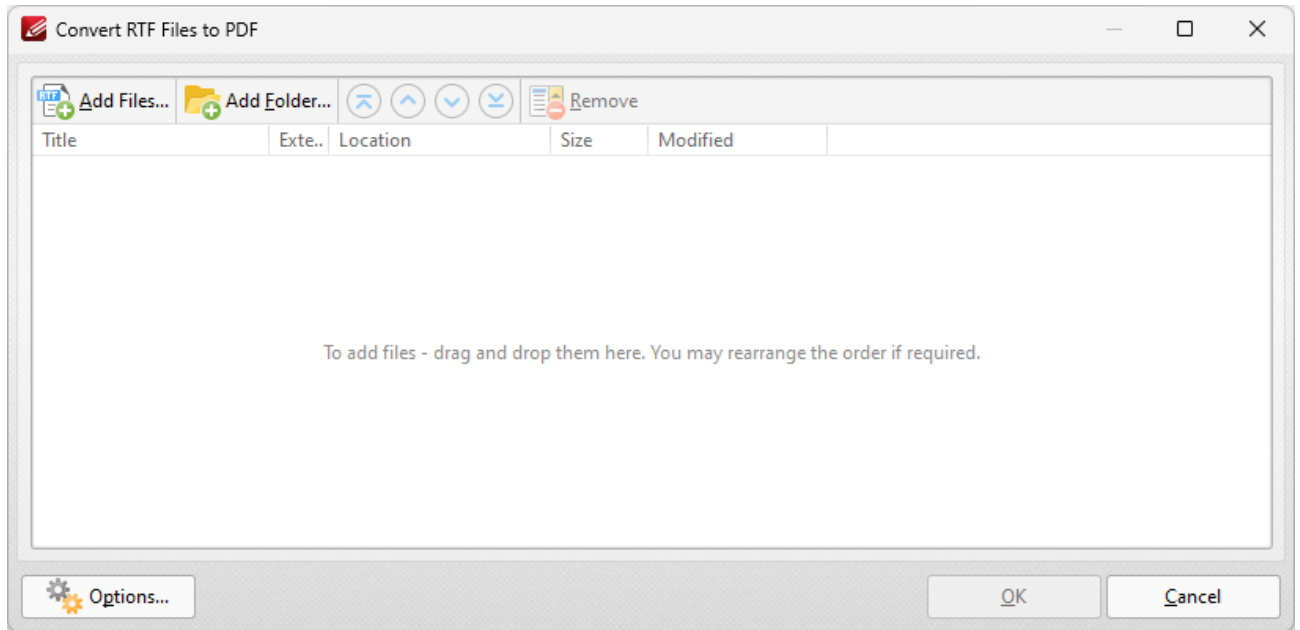 Convert RTF Files to PDF
RTF Add Files... Add Folder... Remove
Title Exte.. Location Size Modified
To add files - drag and drop them here. You may rearrange the order if required.
Options... OK Cancel